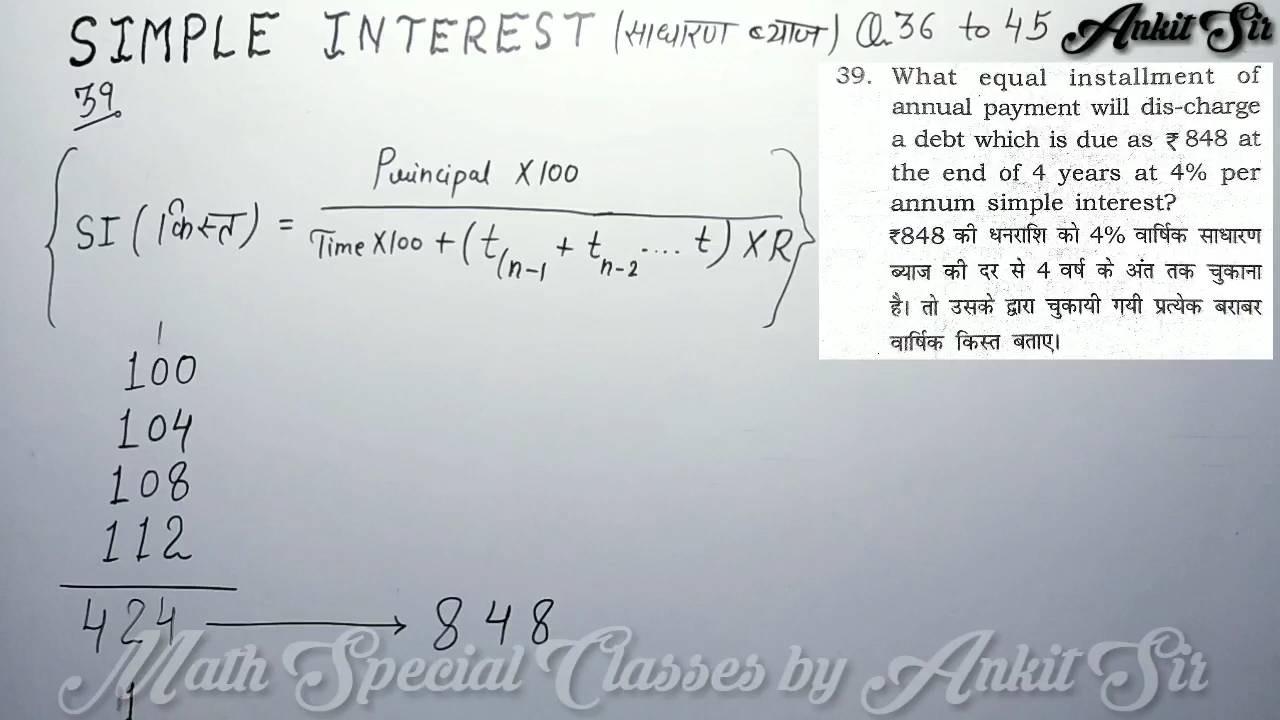 SIMPLE INTEREST (साधारण ब्याज) Q.36 to 45 Ankit Sir
39.
SI (किस्त) = Principal X100
Time X100 + (t(n-1 + tn-2 .... t) X R
39. What equal installment of
annual payment will dis-charge
a debt which is due as ₹ 848 at
the end of 4 years at 4% per
annum simple interest?
₹848 की धनराशि को 4% वार्षिक साधारण
ब्याज की दर से 4 वर्ष के अंत तक चुकाना
है। तो उसके द्वारा चुकायी गयी प्रत्येक बराबर
वार्षिक किस्त बताए।
100
104
108
112
424 → 848
1
Math Special Classes by Ankit Sir